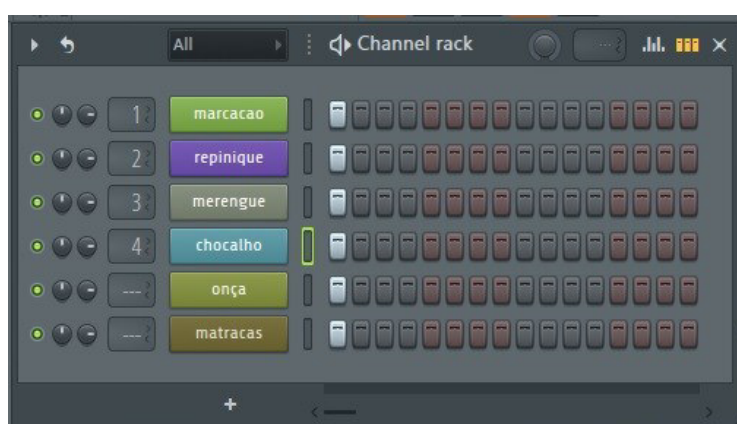 All Channel rack
1 marcacao
2 repinique
3 merengue
4 chocalho
--- onça
--- matracas
+